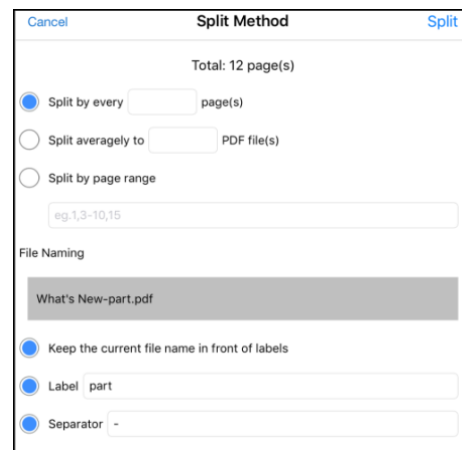 Cancel Split Method Split
Total: 12 page(s)
Split by every page(s)
Split averagely to PDF file(s)
Split by page range
eg.1,3-10,15
File Naming
What's New-part.pdf
Keep the current file name in front of labels
Label part
Separator -